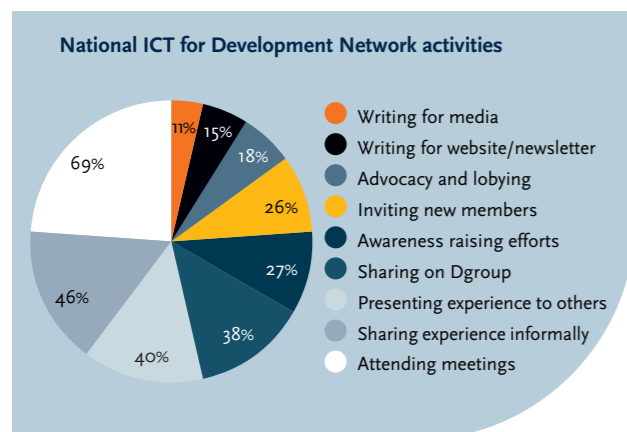 National ICT for Development Network activities
11%
15%
18%
26%
27%
38%
40%
46%
69%
Writing for media
Writing for website/newsletter
Advocacy and lobying
Inviting new members
Awareness raising efforts
Sharing on Dgroup
Presenting experience to others
Sharing experience informally
Attending meetings